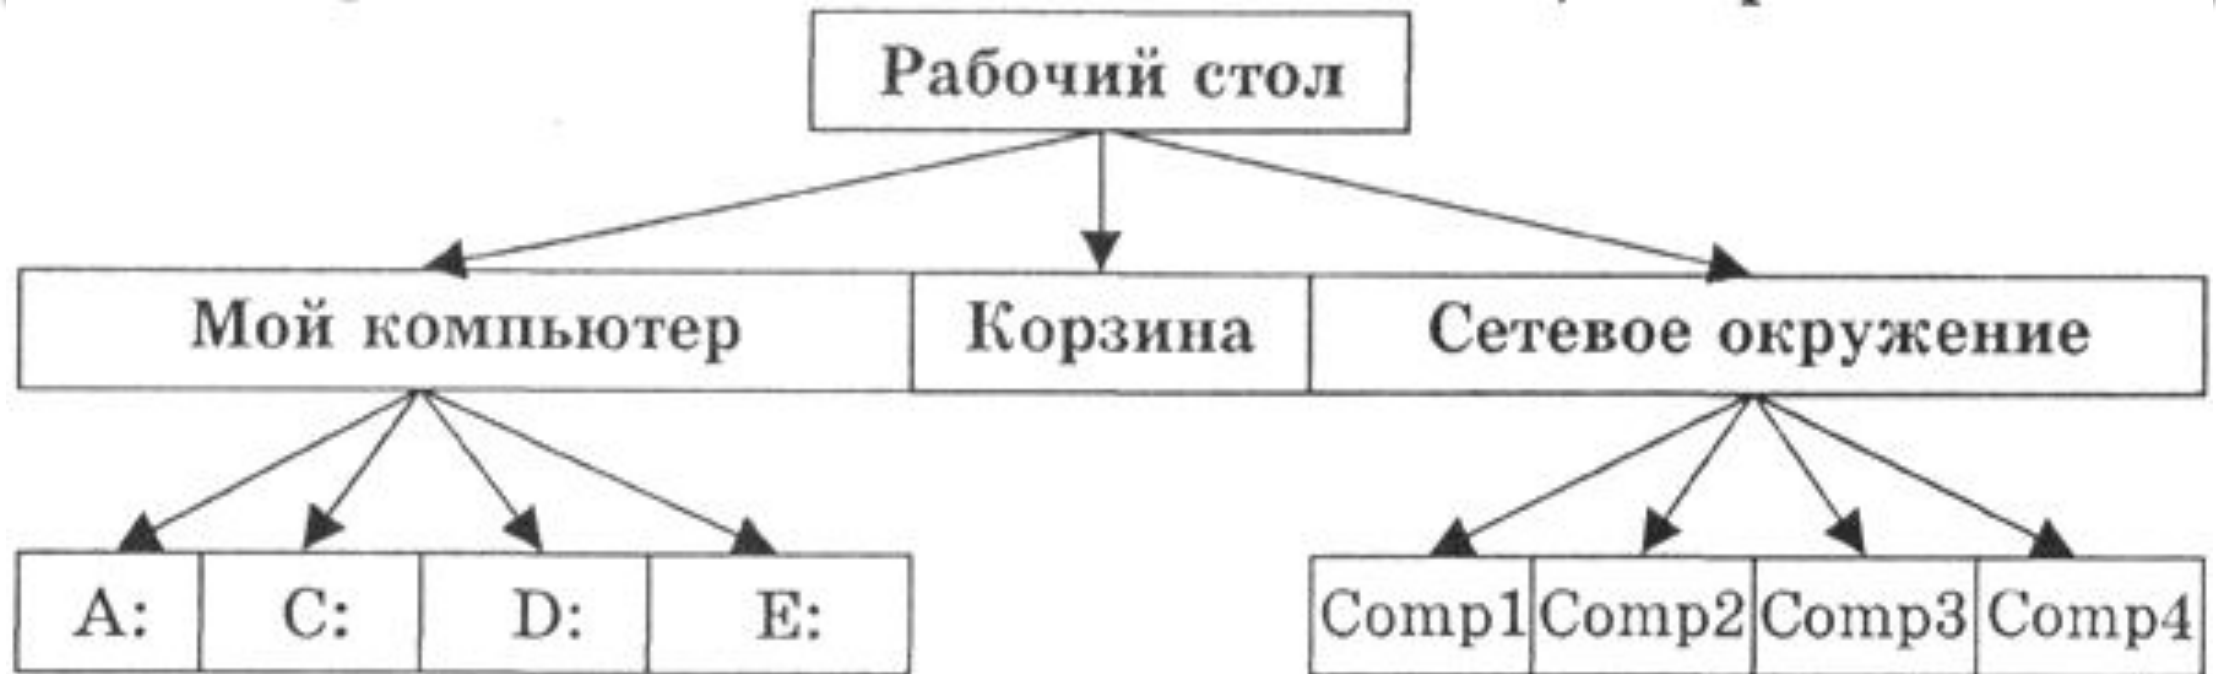 Рабочий стол
Мой компьютер Корзина Сетевое окружение
A: C: D: E: Comp1 Comp2 Comp3 Comp4